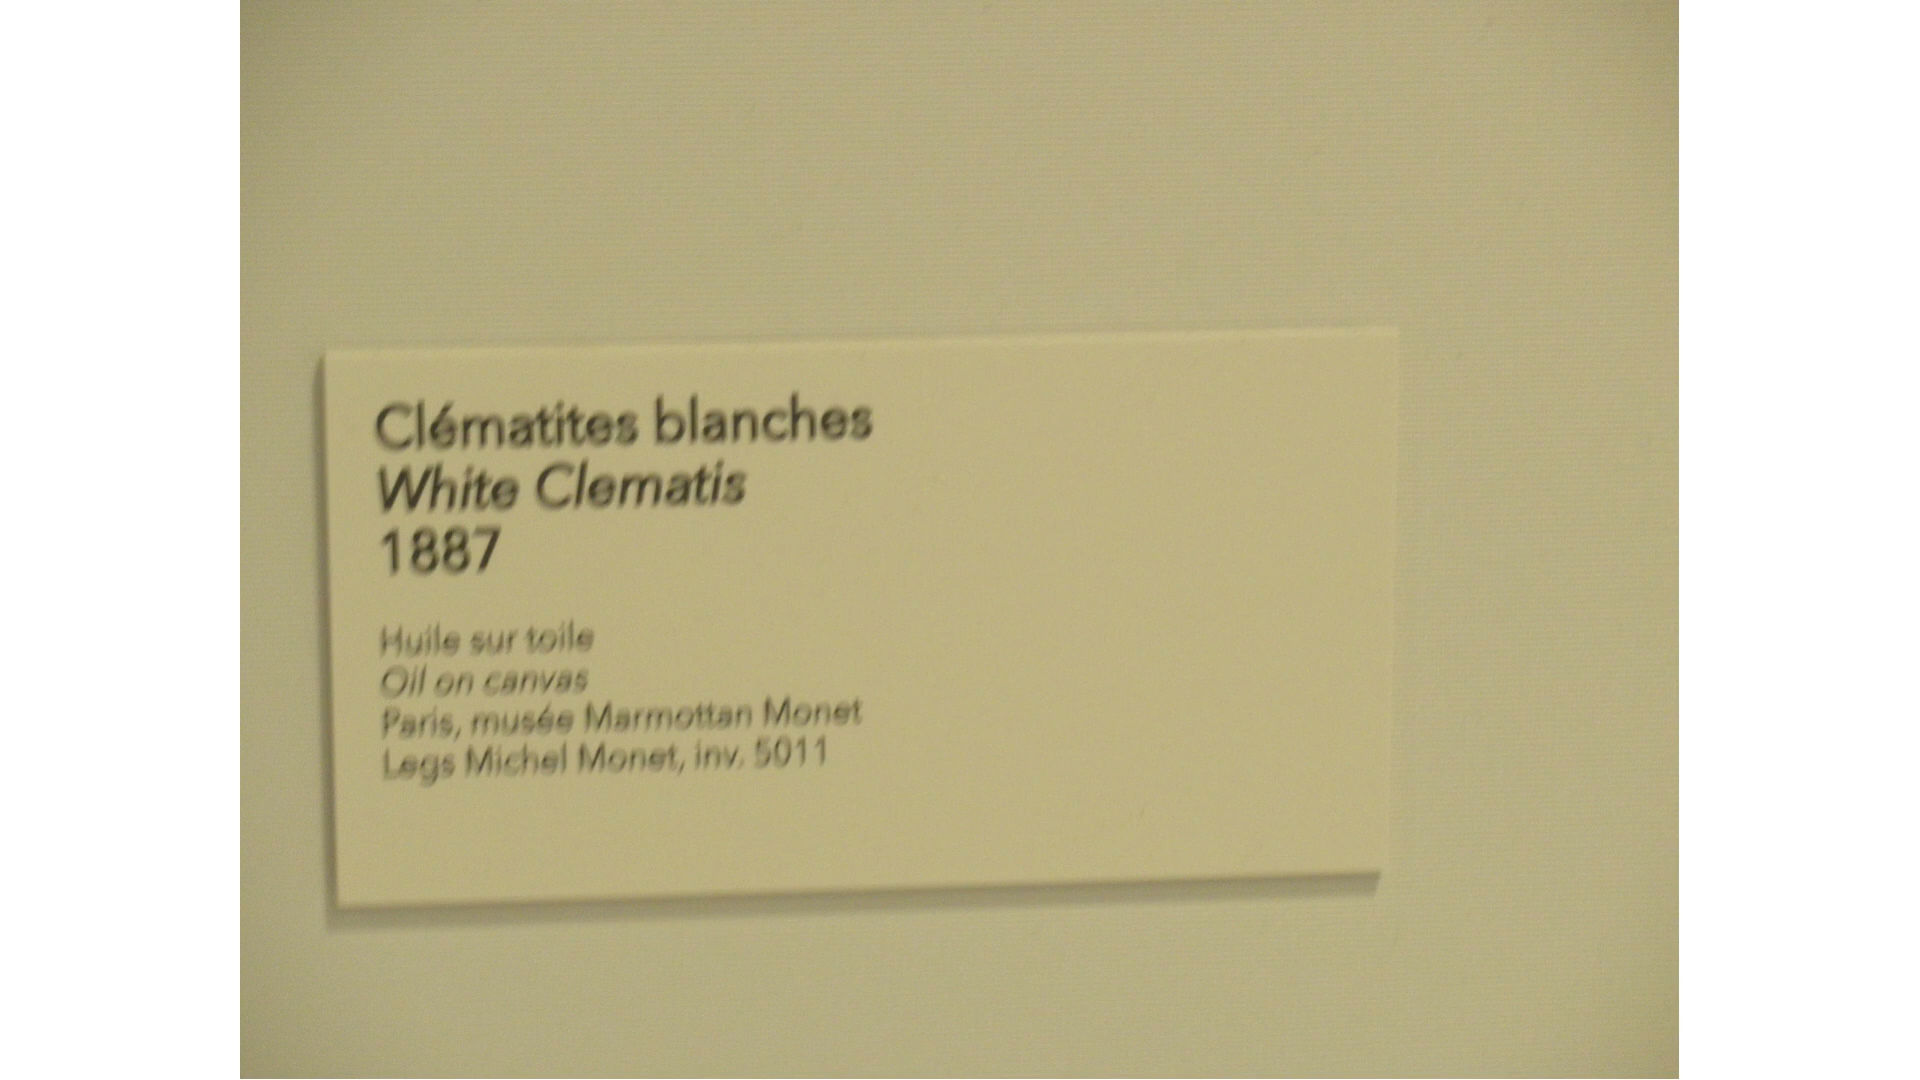 Clématites blanches
White Clematis
1887
Huile sur toile
Oil on canvas
Paris, musée Marmottan Monet
Legs Michel Monet, inv. 5011